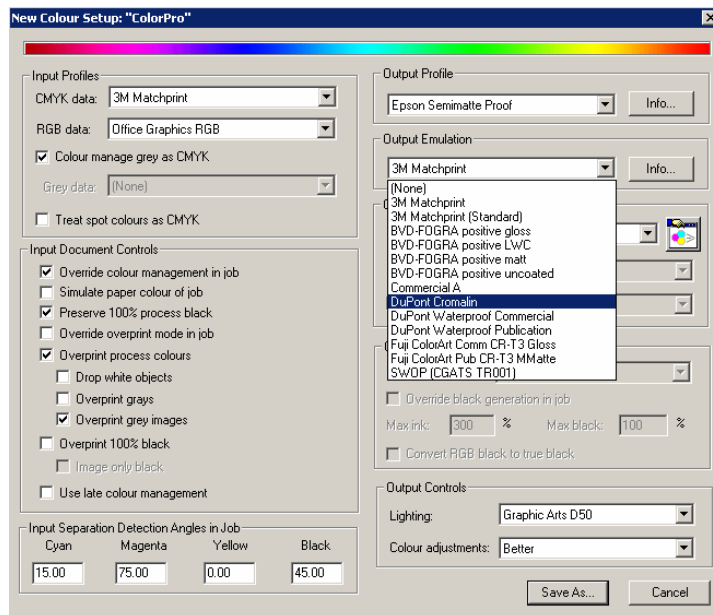 New Colour Setup: "ColorPro"
Input Profiles
CMYK data: 3M Matchprint
RGB data: Office Graphics RGB
Colour manage grey as CMYK
Grey data: (None)
Treat spot colours as CMYK
Input Document Controls
Override colour management in job
Simulate paper colour of job
Preserve 100% process black
Override overprint mode in job
Overprint process colours
Drop white objects
Overprint grays
Overprint grey images
Overprint 100% black
Image only black
Use late colour management
Input Separation Detection Angles in Job
Cyan Magenta Yellow Black
15.00 75.00 0.00 45.00
Output Profile
Epson Semimatte Proof Info...
Output Emulation
3M Matchprint Info...
(None)
3M Matchprint
3M Matchprint (Standard)
BVD-FOGRA positive gloss
BVD-FOGRA positive LWC
BVD-FOGRA positive matt
BVD-FOGRA positive uncoated
Commercial A
DuPont Cromalin
DuPont Waterproof Commercial
DuPont Waterproof Publication
Fuji ColorArt Comm CR-T3 Gloss
Fuji ColorArt Pub CR-T3 MMatte
SWOP (CGATS TR001)
Override black generation in job
Max ink: 300 % Max black: 100 %
Convert RGB black to true black
Output Controls
Lighting: Graphic Arts D50
Colour adjustments: Better
Save As... Cancel